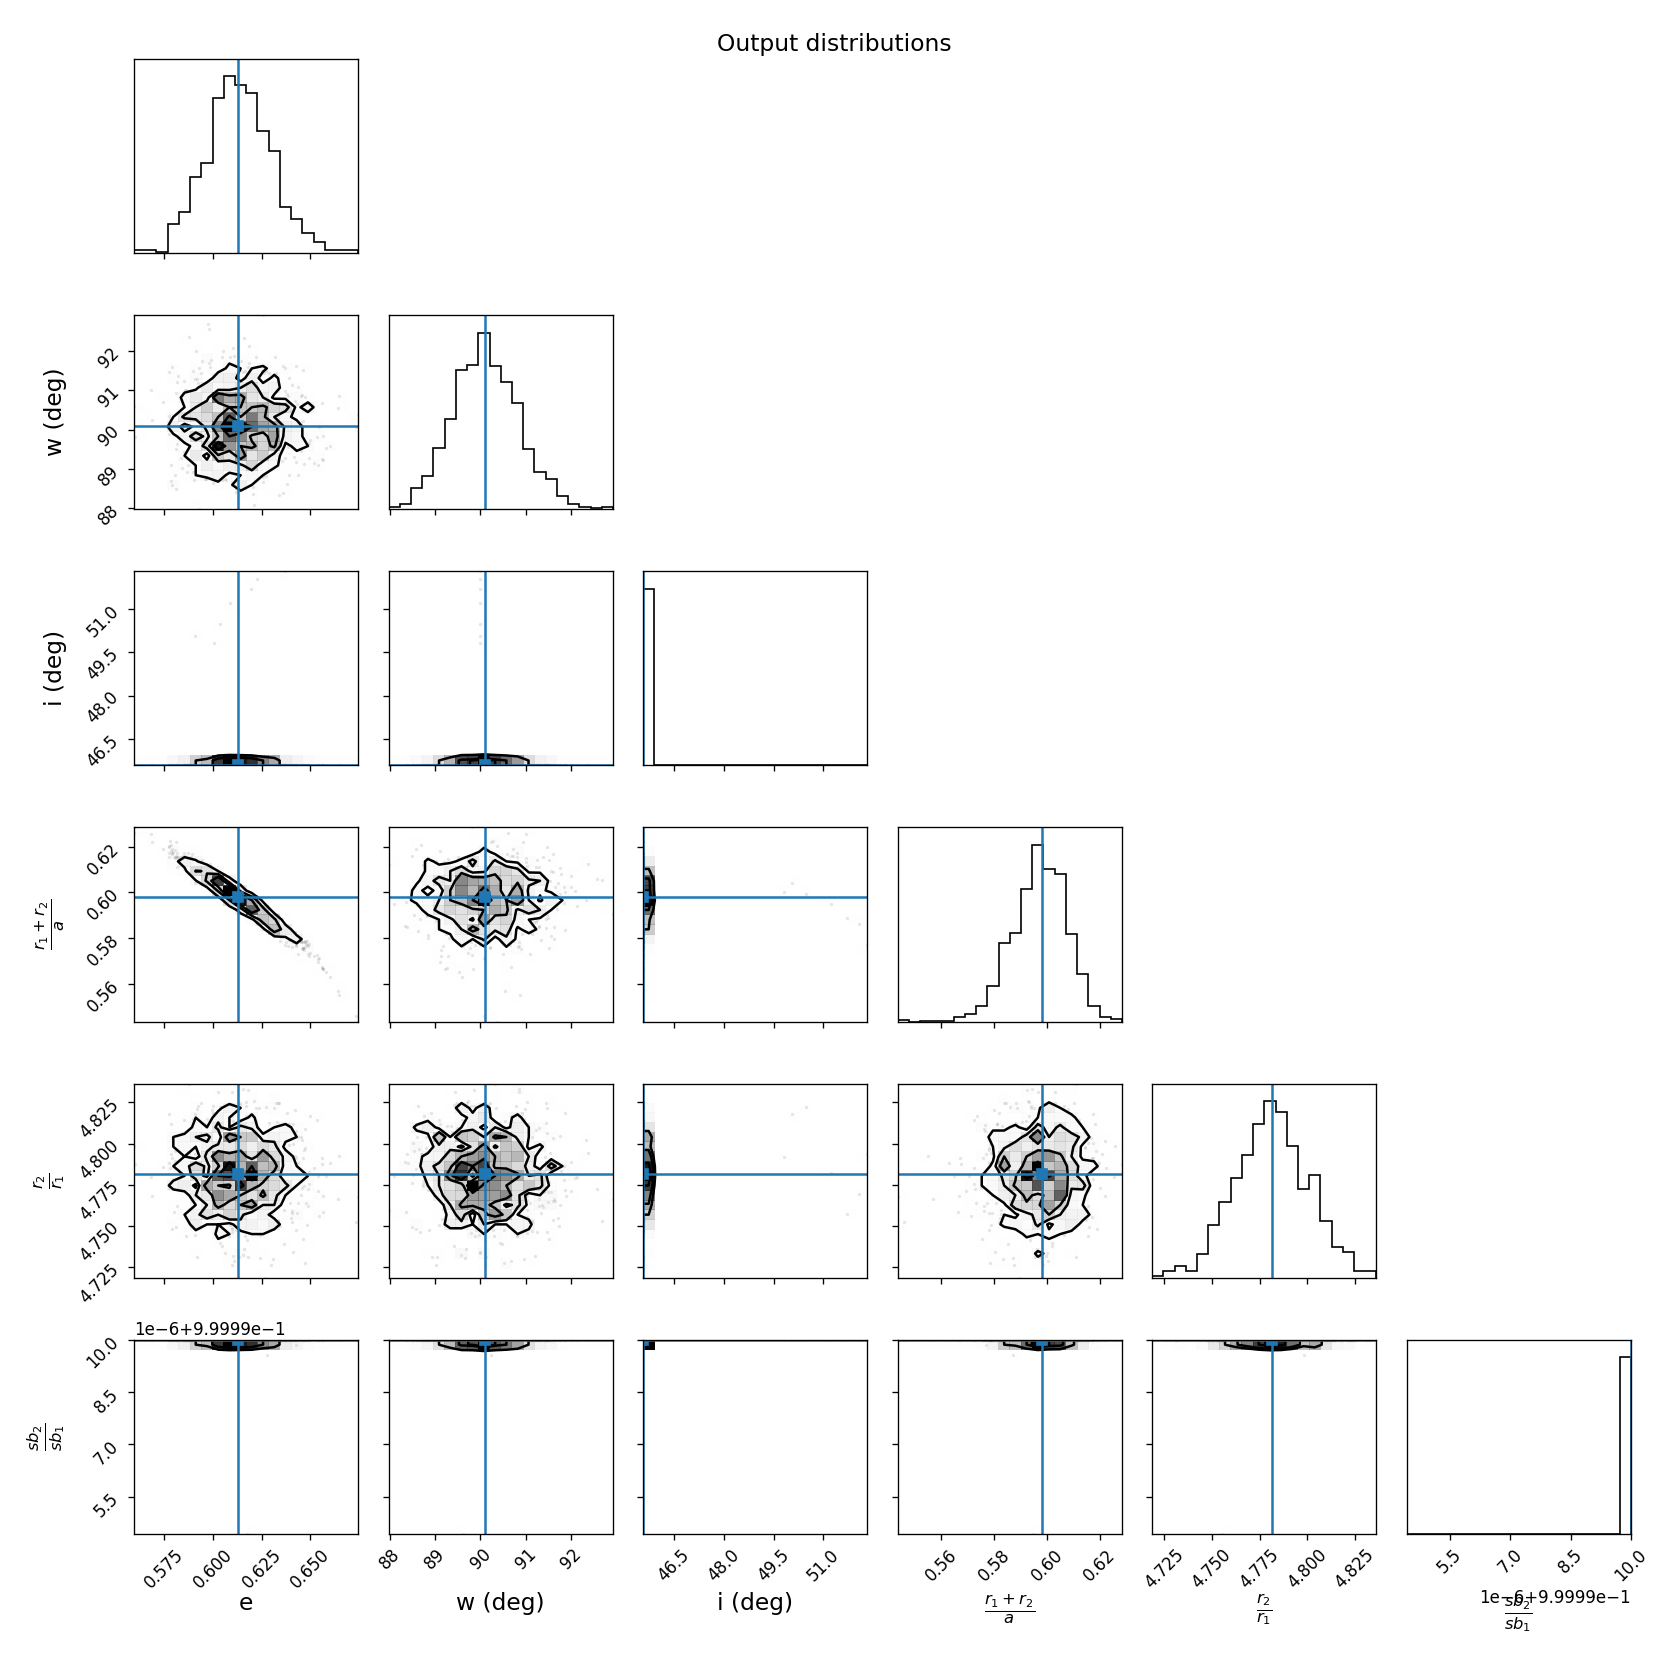 Output distributions
w (deg)
92
91
90
89
88
i (deg)
51.0
49.5
48.0
46.5
r₁ + r₂
a
0.62
0.60
0.58
0.56
r₂
r₁
4.825
4.800
4.775
4.750
4.725
1e−6+9.9999e−1
sb₂
sb₁
10.0
8.5
7.0
5.5
0.575 0.600 0.625 0.650 88 89 90 91 92 46.5 48.0 49.5 51.0 0.56 0.58 0.60 0.62 4.725 4.750 4.775 4.800 4.825 5.5 7.0 8.5 10.0
1e−6+9.9999e−1
e w (deg) i (deg)
r₁ + r₂
a
r₂
r₁
sb₂
sb₁